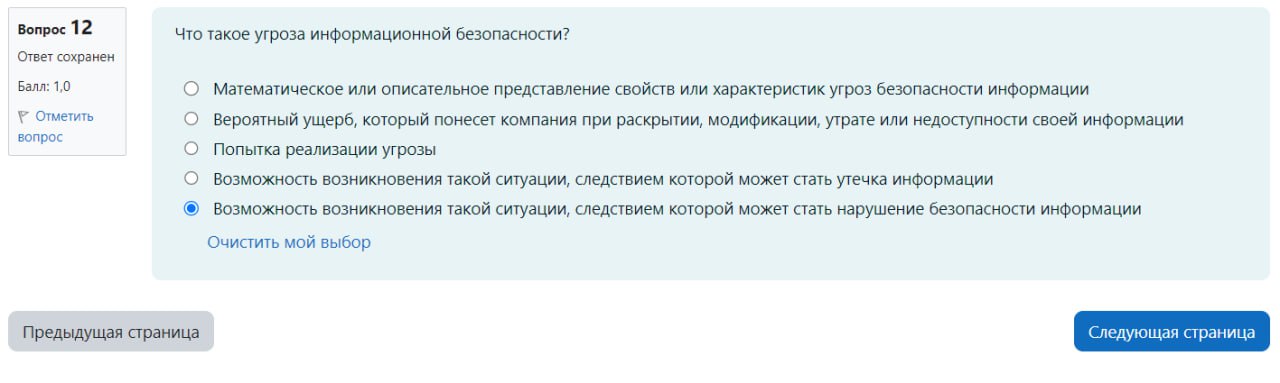 Вопрос 12
Ответ сохранен
Балл: 1,0
Отметить
вопрос
Что такое угроза информационной безопасности?
Математическое или описательное представление свойств или характеристик угроз безопасности информации
Вероятный ущерб, который понесет компания при раскрытии, модификации, утрате или недоступности своей информации
Попытка реализации угрозы
Возможность возникновения такой ситуации, следствием которой может стать утечка информации
Возможность возникновения такой ситуации, следствием которой может стать нарушение безопасности информации
Очистить мой выбор
Предыдущая страница
Следующая страница